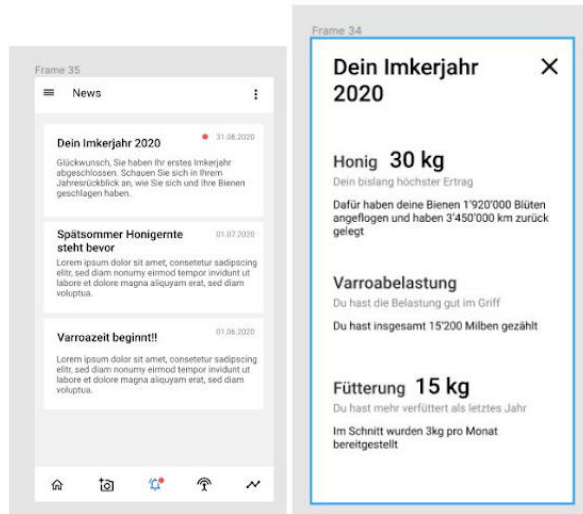 Frame 35
News
Dein Imkerjahr 2020
31.08.2020
Glückwunsch, Sie haben Ihr erstes Imkerjahr
abgeschlossen. Schauen Sie sich in Ihrem
Jahresrückblick an, wie Sie sich und Ihre Bienen
geschlagen haben.
Spätsommer Honigernte
steht bevor
01.07.2020
Lorem ipsum dolor sit amet, consetetur sadipscing
elitr, sed diam nonumy eirmod tempor invidunt ut
labore et dolore magna aliquyam erat, sed diam
voluptua.
Varroazeit beginnt!!
01.06.2020
Lorem ipsum dolor sit amet, consetetur sadipscing
elitr, sed diam nonumy eirmod tempor invidunt ut
labore et dolore magna aliquyam erat, sed diam
voluptua.
Frame 34
Dein Imkerjahr
2020
Honig 30 kg
Dein bislang höchster Ertrag
Dafür haben deine Bienen 1'920'000 Blüten
angeflogen und haben 3'450'000 km zurück
gelegt
Varroabelastung
Du hast die Belastung gut im Griff
Du hast insgesamt 15'200 Milben gezählt
Fütterung 15 kg
Du hast mehr verfüttert als letztes Jahr
Im Schnitt wurden 3kg pro Monat
bereitgestellt